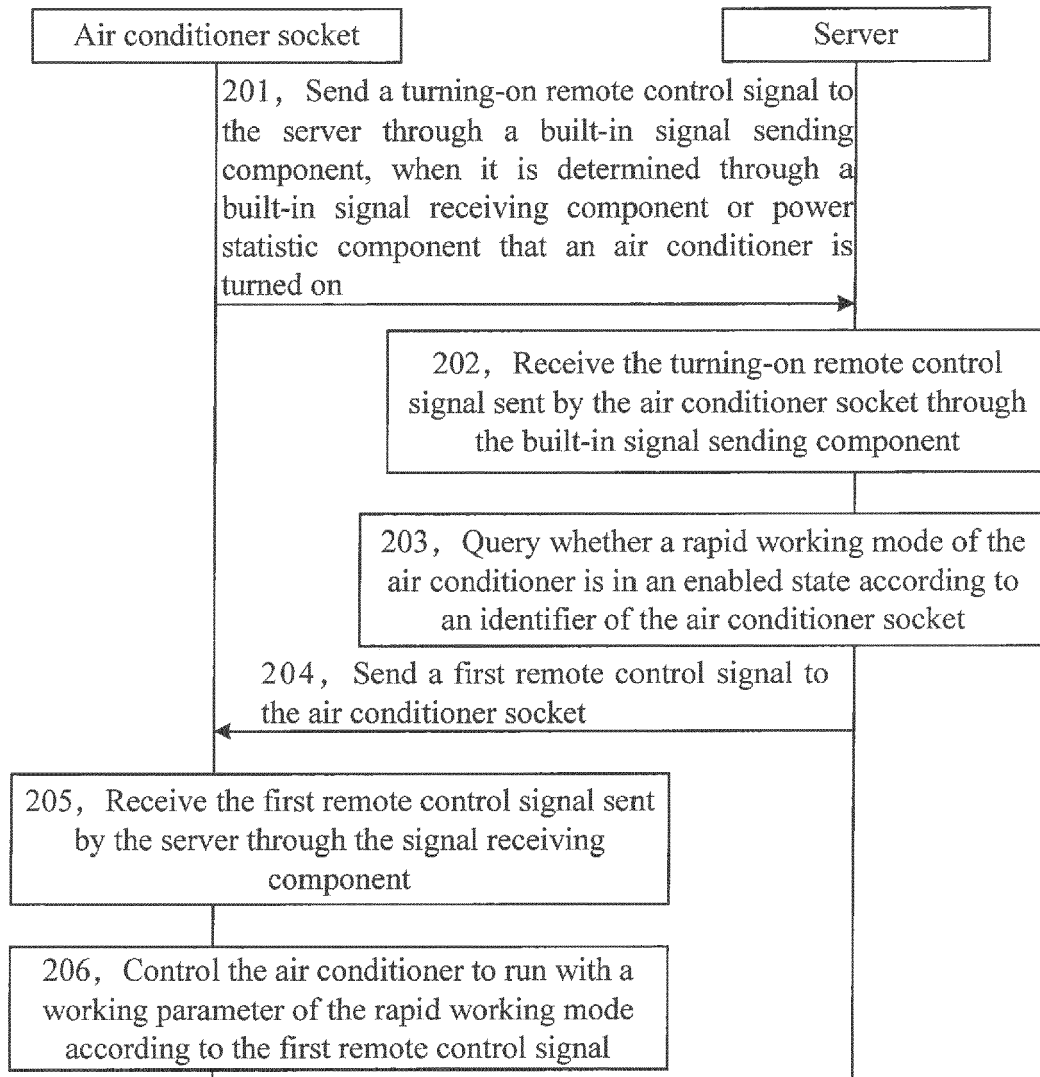 Air conditioner socket
Server
201, Send a turning-on remote control signal to
the server through a built-in signal sending
component, when it is determined through a
built-in signal receiving component or power
statistic component that an air conditioner is
turned on
202, Receive the turning-on remote control
signal sent by the air conditioner socket through
the built-in signal sending component
203, Query whether a rapid working mode of the
air conditioner is in an enabled state according to
an identifier of the air conditioner socket
204, Send a first remote control signal to
the air conditioner socket
205, Receive the first remote control signal sent
by the server through the signal receiving
component
206, Control the air conditioner to run with a
working parameter of the rapid working mode
according to the first remote control signal